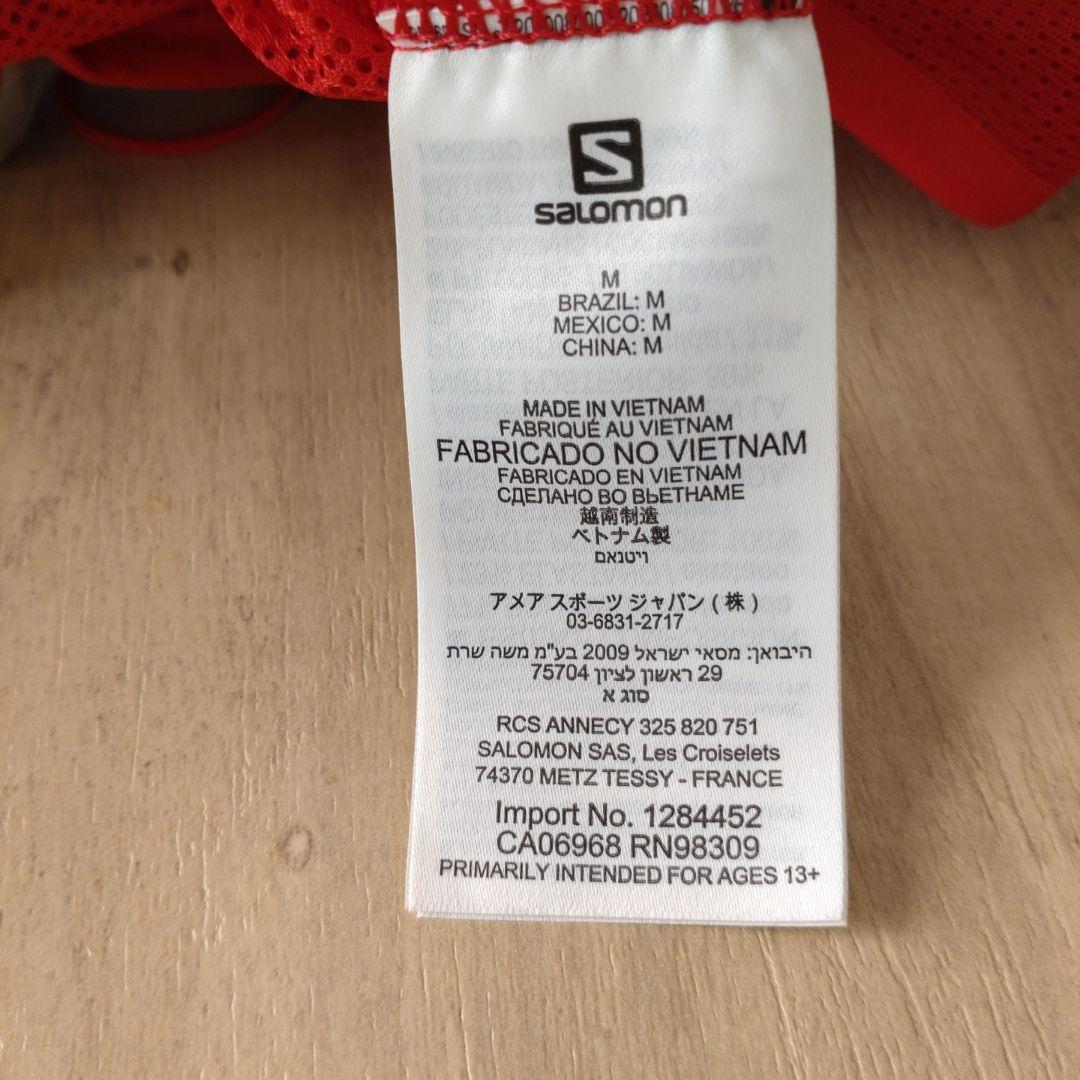 S
salomon
M
BRAZIL: M
MEXICO: M
CHINA: M
MADE IN VIETNAM
FABRIQUÉ AU VIETNAM
FABRICADO NO VIETNAM
FABRICADO EN VIETNAM
СДЕЛАНО ВО ВЬЕТНАМЕ
越南制造
ベトナム製
ויטנאם
アメア スポーツ ジャパン ( 株 )
03-6831-2717
היבואן: מסאי ישראל 2009 בע"מ משה שרת
29 ראשון לציון 75704
סוג א
RCS ANNECY 325 820 751
SALOMON SAS, Les Croiselets
74370 METZ TESSY - FRANCE
Import No. 1284452
CA06968 RN98309
PRIMARILY INTENDED FOR AGES 13+